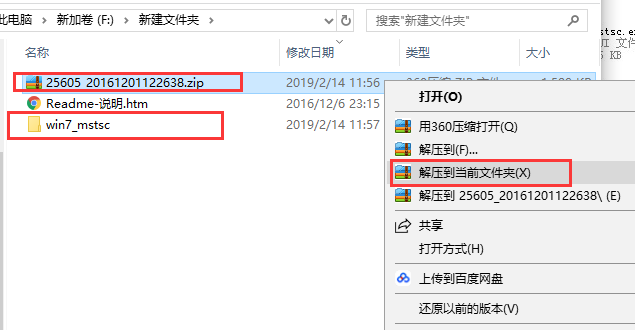 此电脑 › 新加卷 (F:) › 新建文件夹 搜索"新建文件夹"
名称 修改日期 类型 大小
25605_20161201122638.zip 2019/2/14 11:56
Readme-说明.htm 2016/12/6 23:15
win7_mstsc 2019/2/14 11:57
打开(O)
用360压缩打开(Q)
解压到(F)...
解压到当前文件夹(X)
解压到 25605_20161201122638\ (E)
共享
打开方式(H)
上传到百度网盘
还原以前的版本(V)
stsc.ex
KB